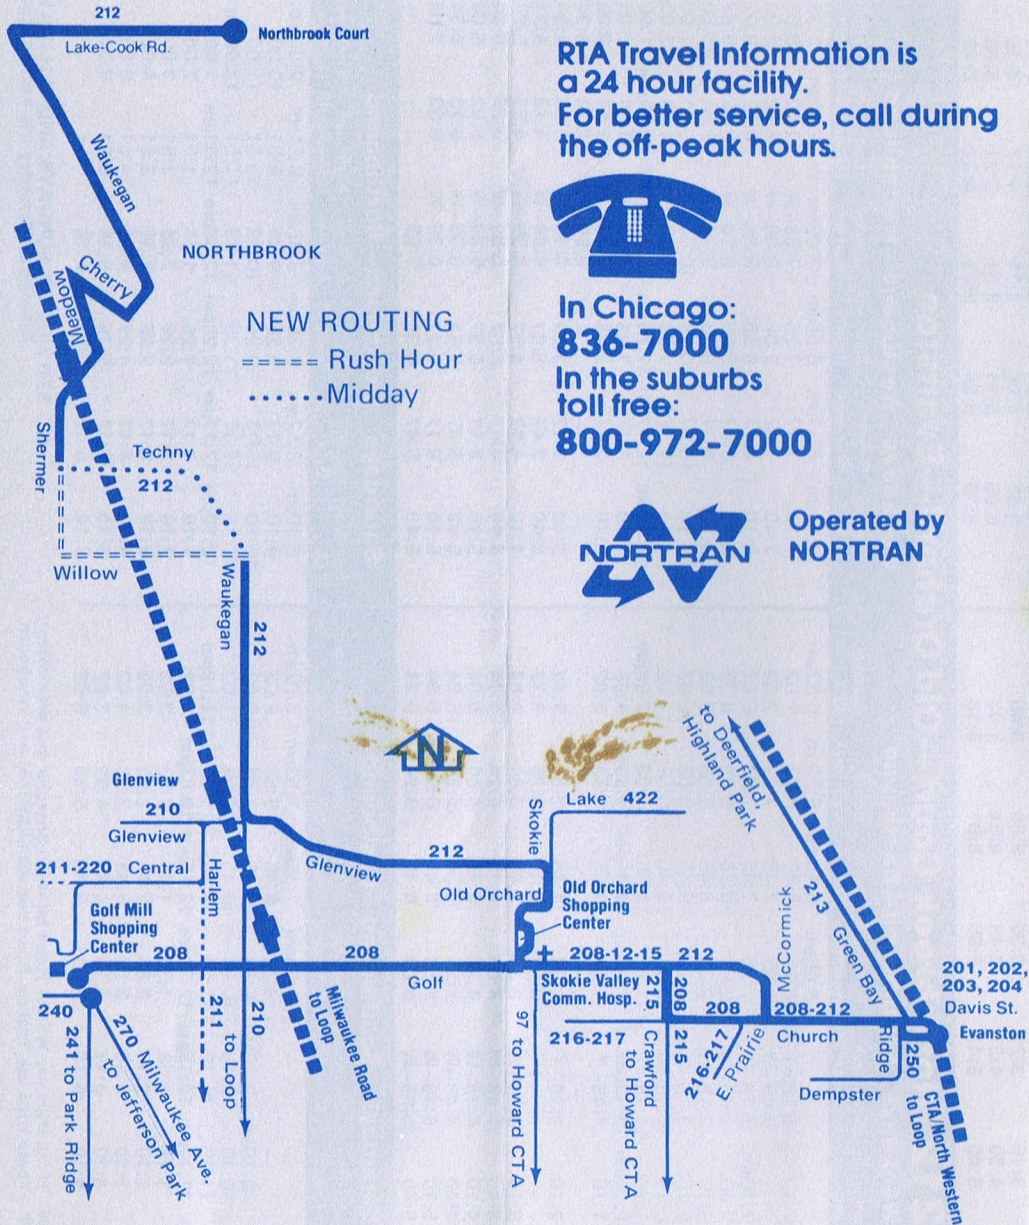 212
Lake-Cook Rd.
Northbrook Court
RTA Travel Information is
a 24 hour facility.
For better service, call during
the off-peak hours.
Waukegan
NORTHBROOK
Cherry
Meadow
NEW ROUTING
===== Rush Hour
......Midday
In Chicago:
836-7000
In the suburbs
toll free:
800-972-7000
Shermer
Techny
212
Willow
Waukegan
212
NORTRAN
Operated by
NORTRAN
N
to Deerfield,
Highland Park
Glenview
210
Glenview
Skokie
Lake 422
211-220 Central
Harlem
Glenview
212
Old Orchard
Old Orchard
Shopping
Center
Golf Mill
Shopping
Center
McCormick
213
Green Bay
208
208
Golf
208-12-15 212
Skokie Valley
Comm. Hosp.
215
208
208
208-212
201, 202,
203, 204
Davis St.
Evanston
240
241 to Park Ridge
270 Milwaukee Ave.
to Jefferson Park
211
to Loop
210
Milwaukee Road
to Loop
97 to Howard CTA
216-217
Crawford
to Howard CTA
215
216-217
E. Prairie
Church
Ridge
250
Dempster
CTA/North Western
to Loop